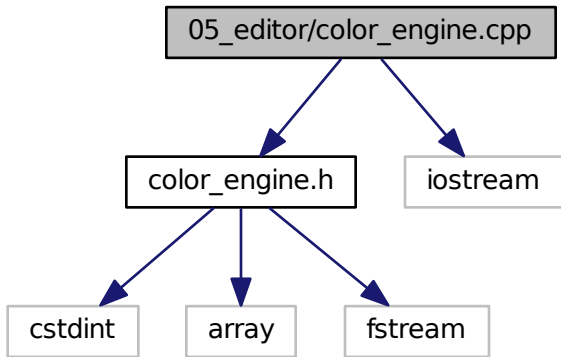 05_editor/color_engine.cpp
color_engine.h
iostream
cstdint
array
fstream